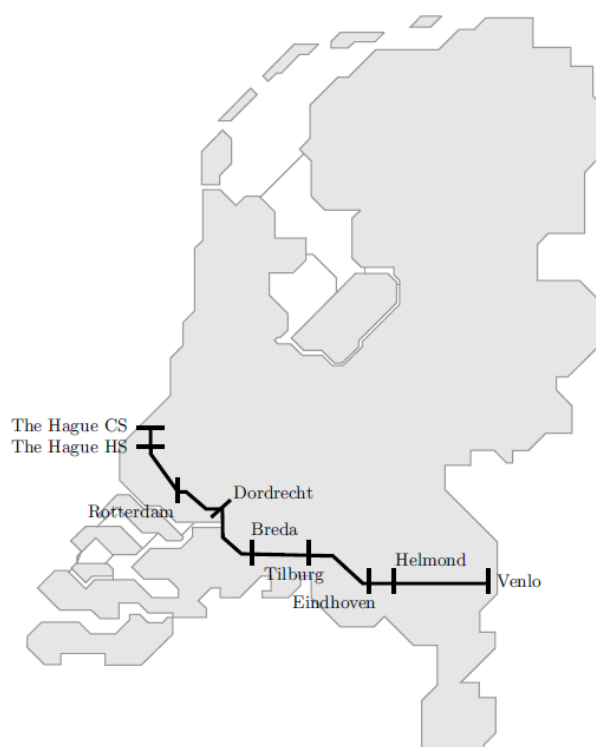 The Hague CS
The Hague HS
Dordrecht
Rotterdam
Breda
Helmond
Tilburg
Venlo
Eindhoven